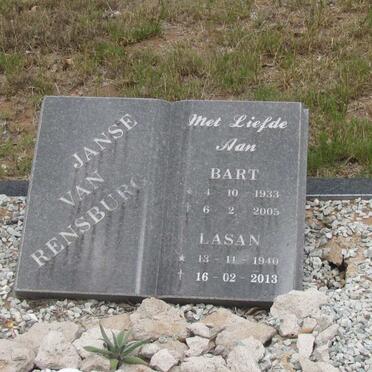 JANSE
VAN
RENSBURG
Met Liefde
Aan
BART
* 4 - 10 - 1933
† 6 - 2 - 2005
LASAN
* 13 - 11 - 1940
† 16 - 02 - 2013